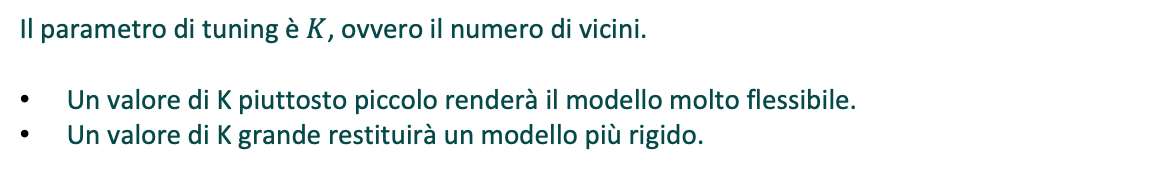 Il parametro di tuning è K, ovvero il numero di vicini.
• Un valore di K piuttosto piccolo renderà il modello molto flessibile.
• Un valore di K grande restituirà un modello più rigido.